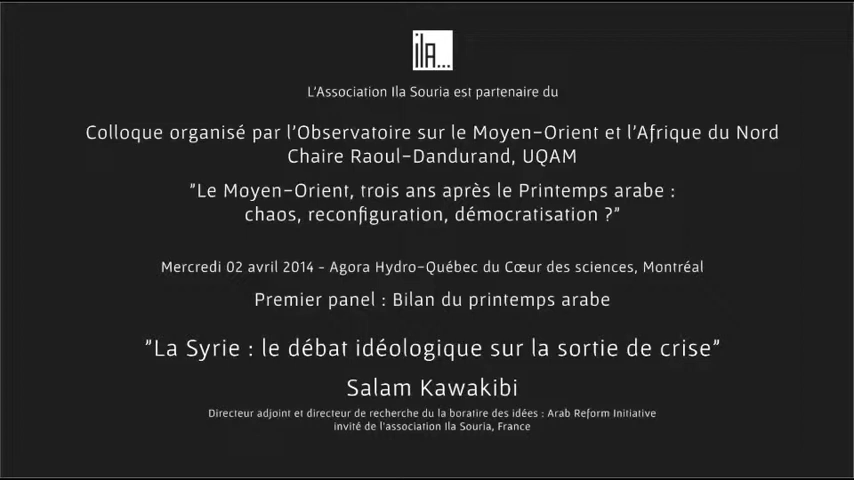 ila...
L'Association Ila Souria est partenaire du
Colloque organisé par l'Observatoire sur le Moyen-Orient et l'Afrique du Nord
Chaire Raoul-Dandurand, UQAM
"Le Moyen-Orient, trois ans après le Printemps arabe :
chaos, reconfiguration, démocratisation ?"
Mercredi 02 avril 2014 - Agora Hydro-Québec du Cœur des sciences, Montréal
Premier panel : Bilan du printemps arabe
"La Syrie : le débat idéologique sur la sortie de crise"
Salam Kawakibi
Directeur adjoint et directeur de recherche du la boratire des idées : Arab Reform Initiative
invité de l'association Ila Souria, France